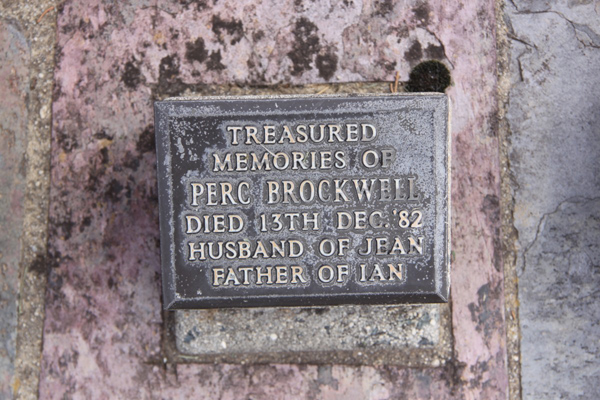 TREASURED
MEMORIES OF
PERC BROCKWELL
DIED 13TH DEC. '82
HUSBAND OF JEAN
FATHER OF IAN